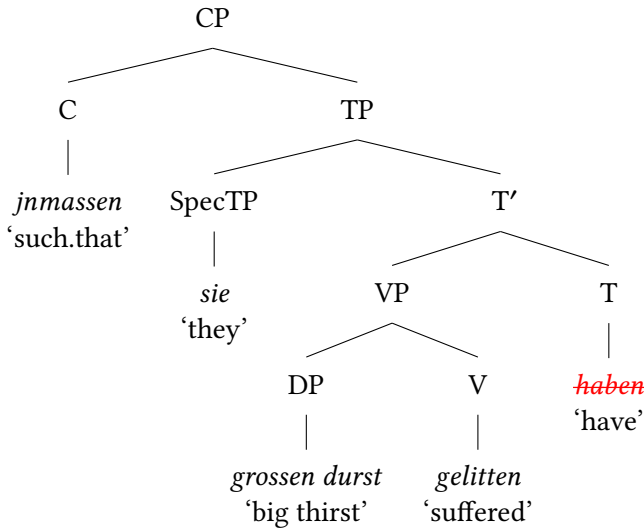 CP
C TP
jnmassen SpecTP T′
‘such.that’
sie VP T
‘they’
DP V haben
‘have’
grossen durst gelitten
‘big thirst’ ‘suffered’